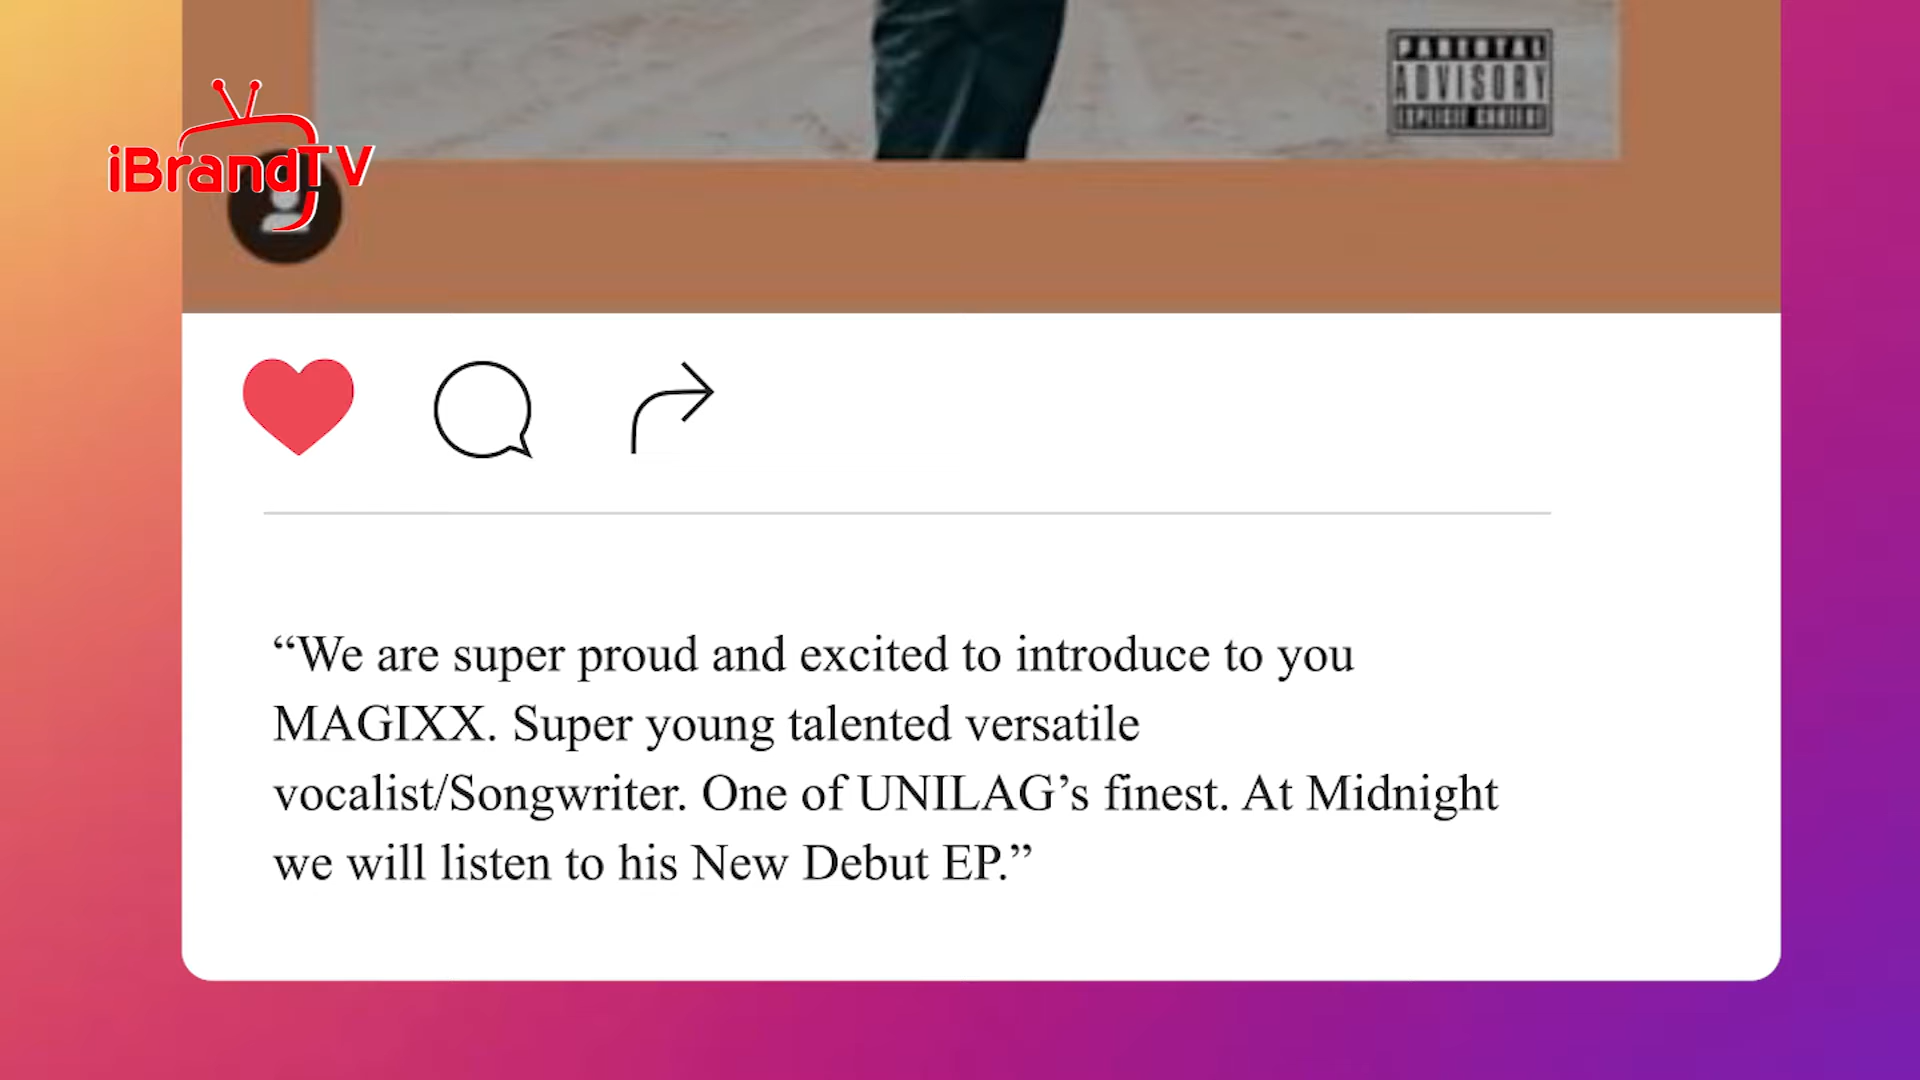 PARENTAL
ADVISORY
EXPLICIT CONTENT
iBrandTV
“We are super proud and excited to introduce to you
MAGIXX. Super young talented versatile
vocalist/Songwriter. One of UNILAG’s finest. At Midnight
we will listen to his New Debut EP.”